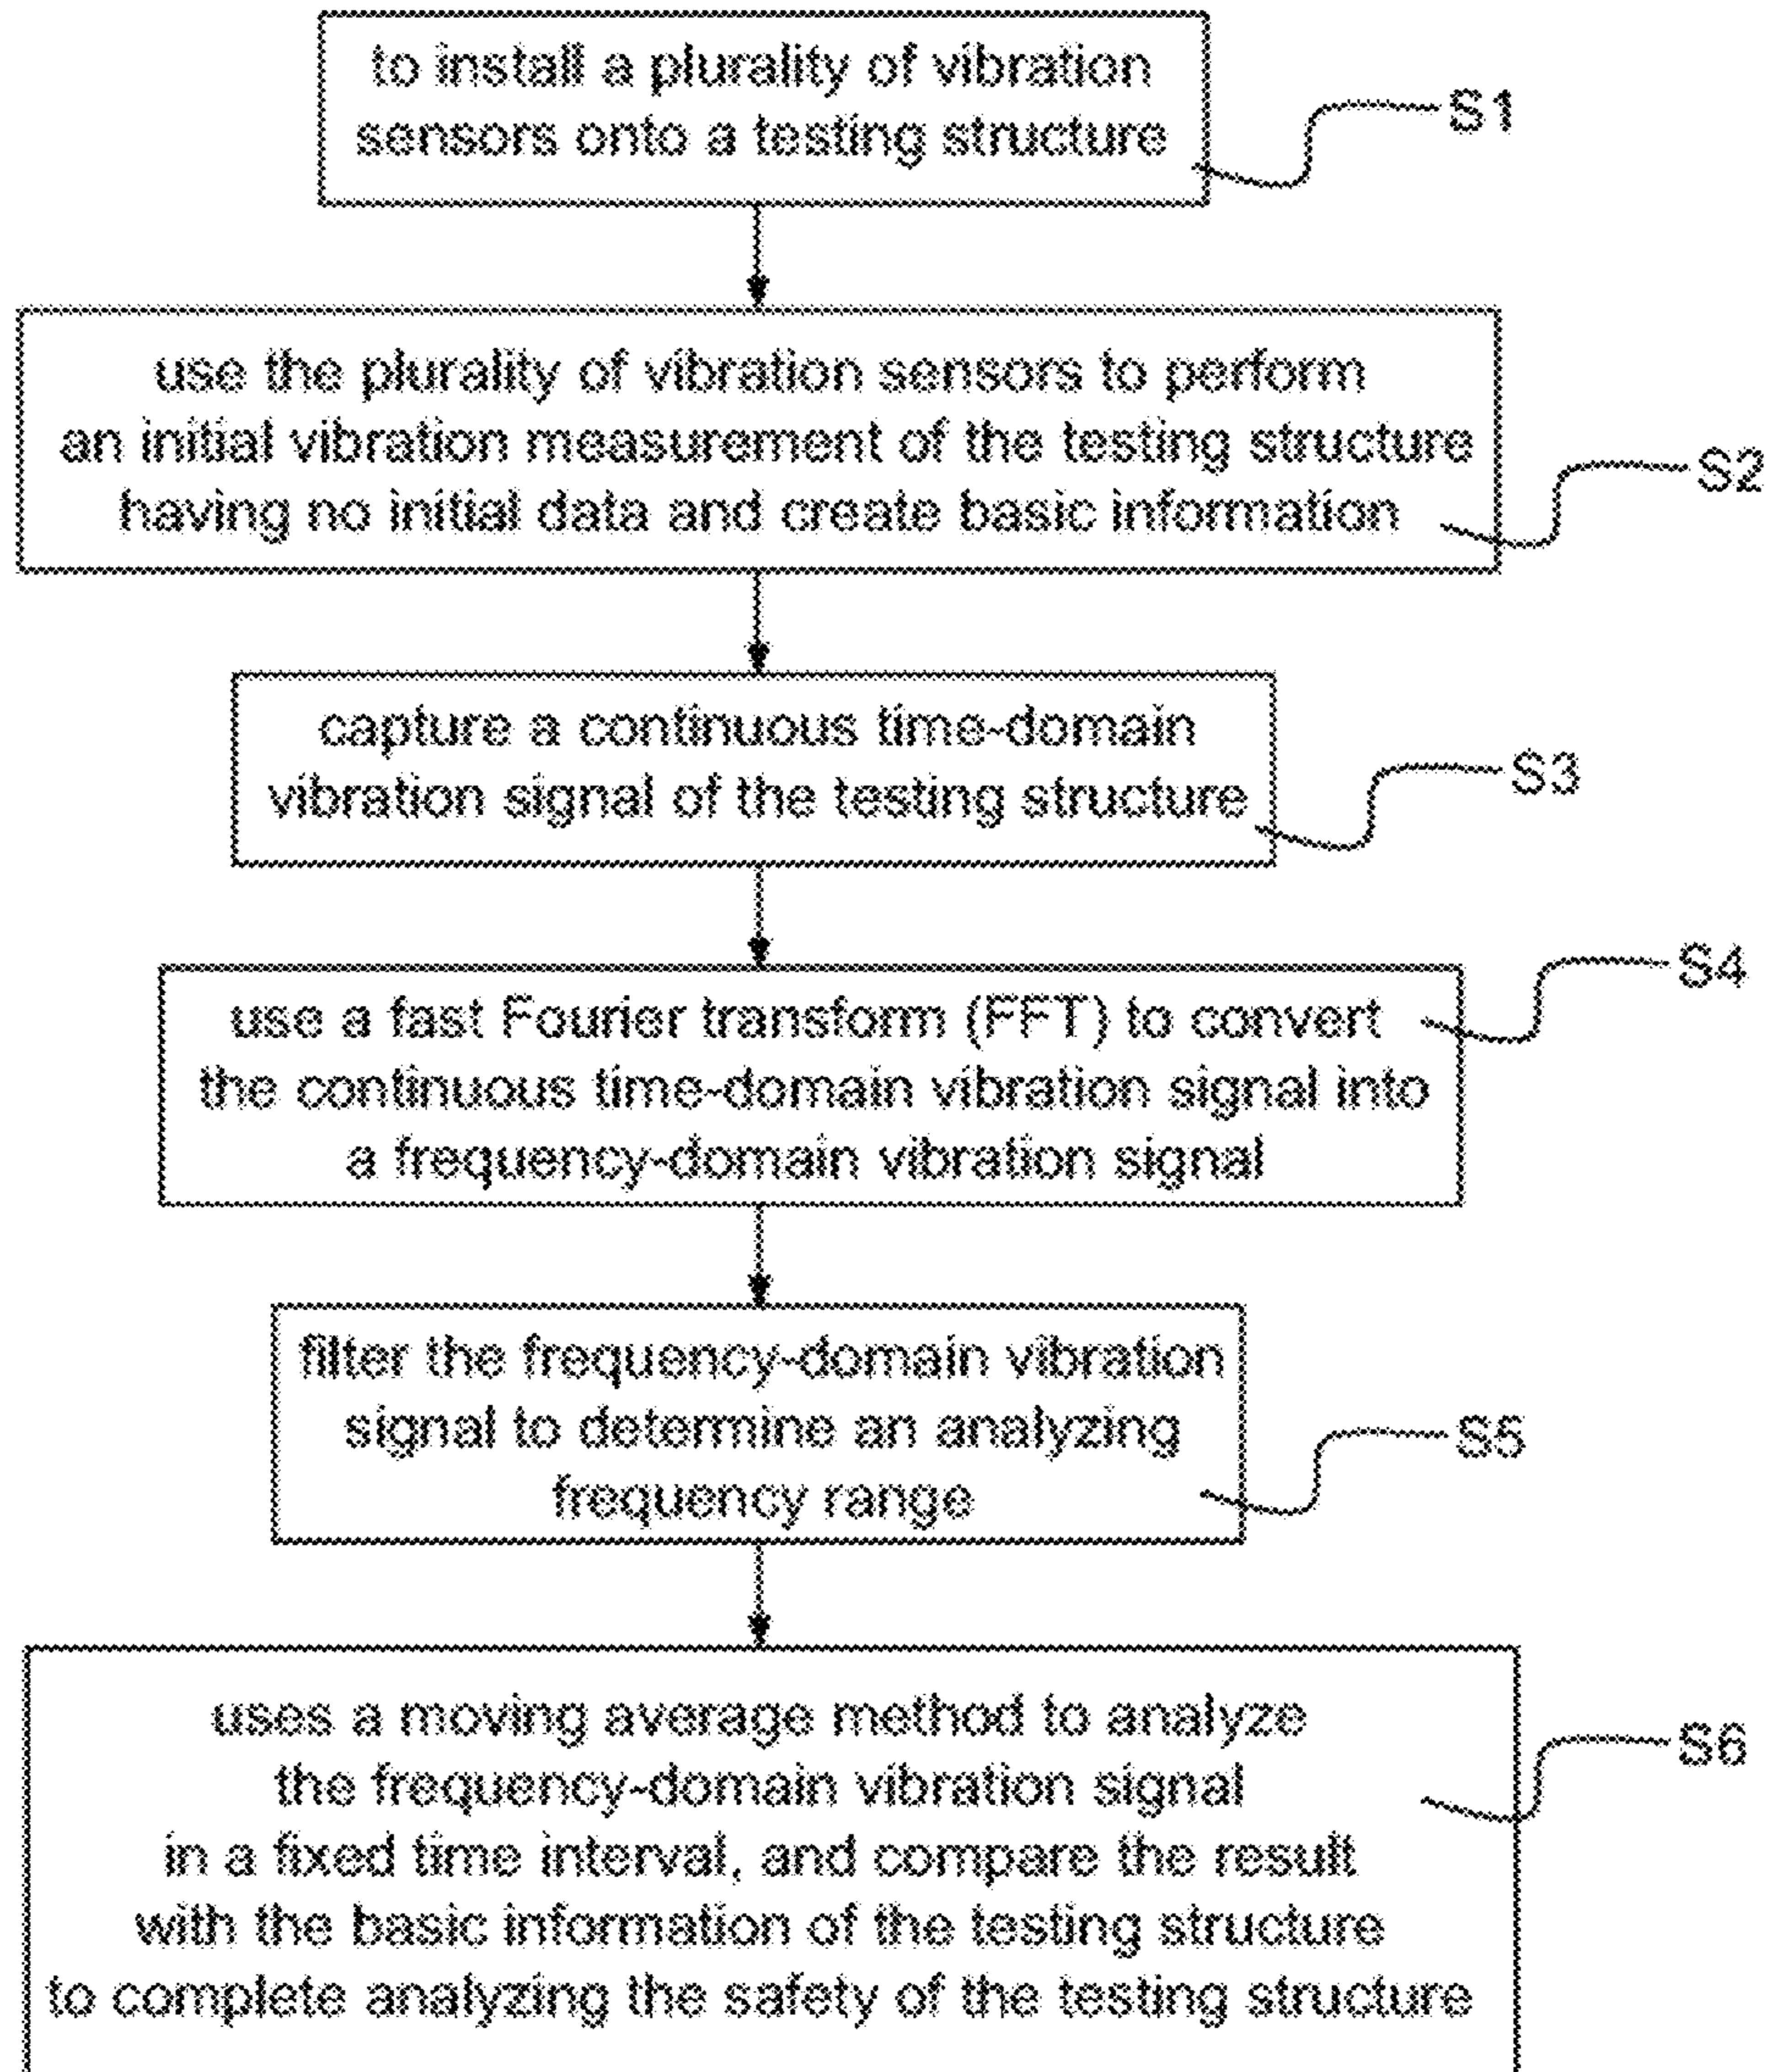 to install a plurality of vibration
sensors onto a testing structure
S1
use the plurality of vibration sensors to perform
an initial vibration measurement of the testing structure
having no initial data and create basic information
S2
capture a continuous time-domain
vibration signal of the testing structure
S3
use a fast Fourier transform (FFT) to convert
the continuous time-domain vibration signal into
a frequency-domain vibration signal
S4
filter the frequency-domain vibration
signal to determine an analyzing
frequency range
S5
uses a moving average method to analyze
the frequency-domain vibration signal
in a fixed time interval, and compare the result
with the basic information of the testing structure
to complete analyzing the safety of the testing structure
S6